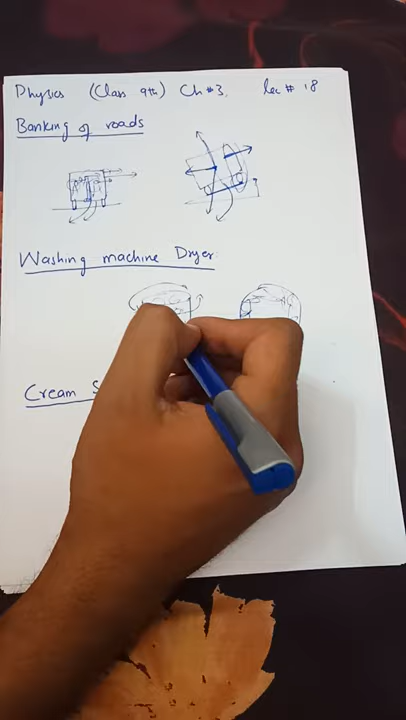 Physics (Class 9th) Ch # 3. Lec # 18
Banking of roads
Washing machine Dryer
Cream S